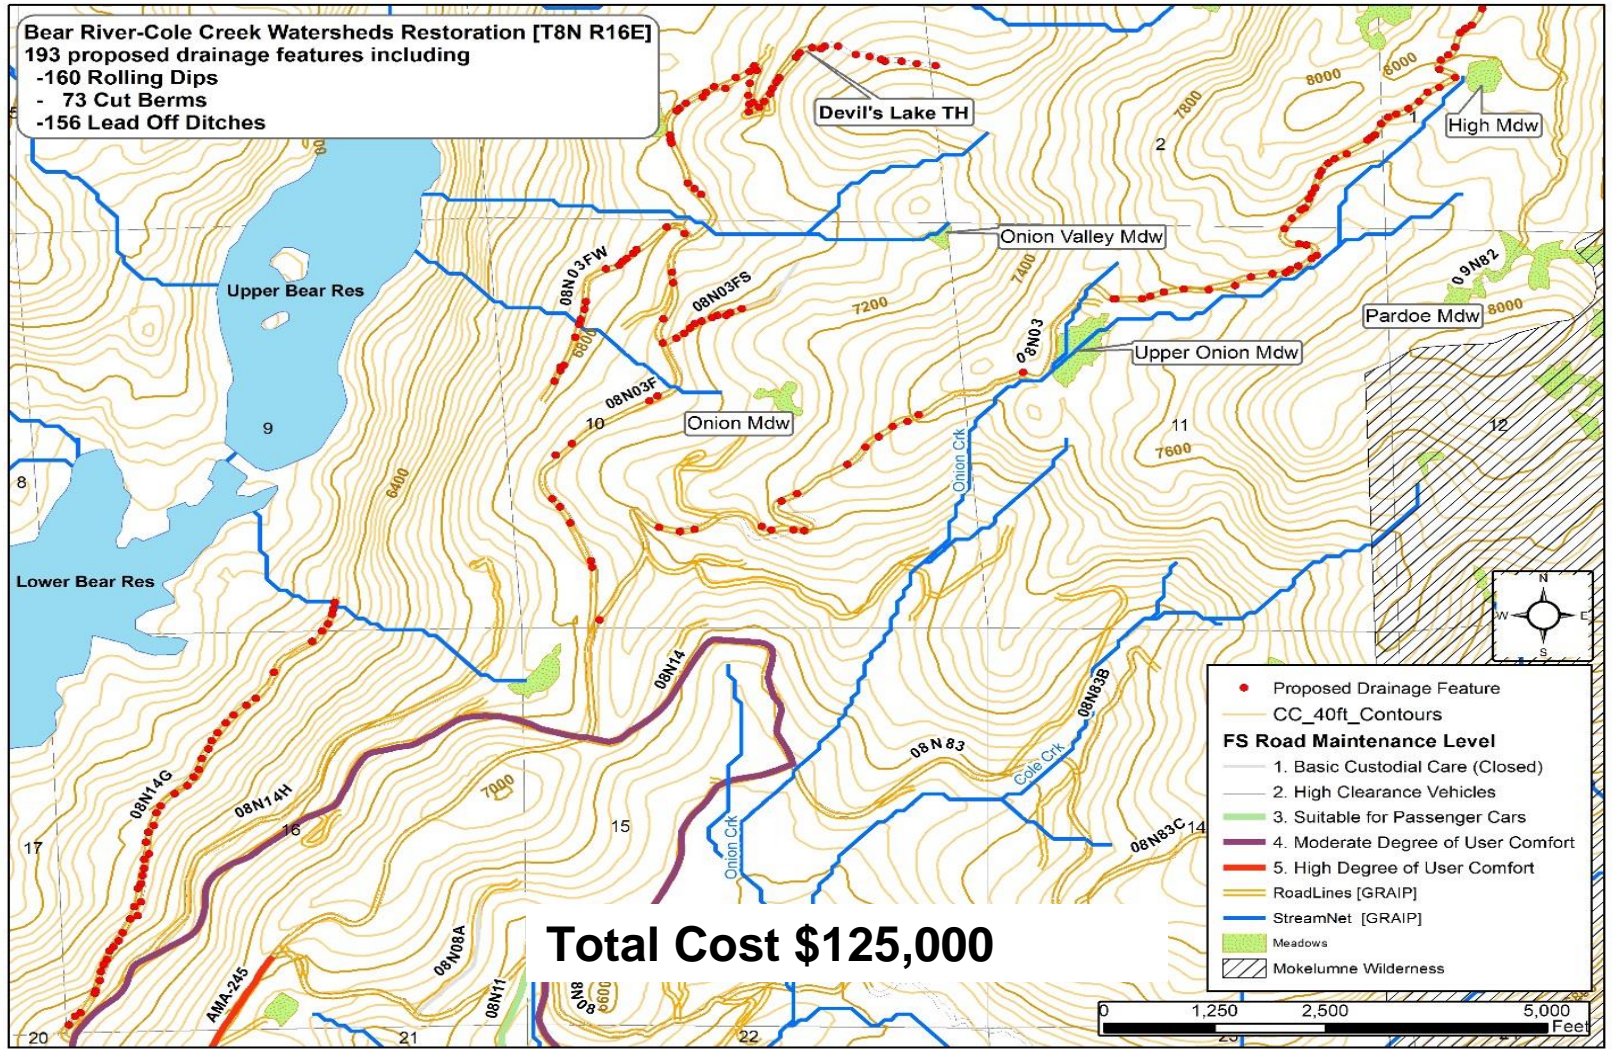 Bear River-Cole Creek Watersheds Restoration [T8N R16E]
193 proposed drainage features including
-160 Rolling Dips
- 73 Cut Berms
-156 Lead Off Ditches
Devil's Lake TH
8000
8000
7800
High Mdw
1
2
Onion Valley Mdw
7400
09N82
8000
Pardoe Mdw
08N03FW
08N03FS
7200
Upper Bear Res
6800
08N03
Upper Onion Mdw
08N03F
Onion Mdw
9
10
11
12
7600
Onion Crk
6400
8
Lower Bear Res
N
W
E
S
08N14
08N83B
08N83
Cole Crk
08N14G
08N14H
7000
16
15
14
17
Onion Crk
08N83C
08N08A
08N11
AMA-245
20
21
22
Total Cost $125,000
Proposed Drainage Feature
CC_40ft_Contours
FS Road Maintenance Level
1. Basic Custodial Care (Closed)
2. High Clearance Vehicles
3. Suitable for Passenger Cars
4. Moderate Degree of User Comfort
5. High Degree of User Comfort
RoadLines [GRAIP]
StreamNet [GRAIP]
Meadows
Mokelumne Wilderness
0 1,250 2,500 5,000
Feet